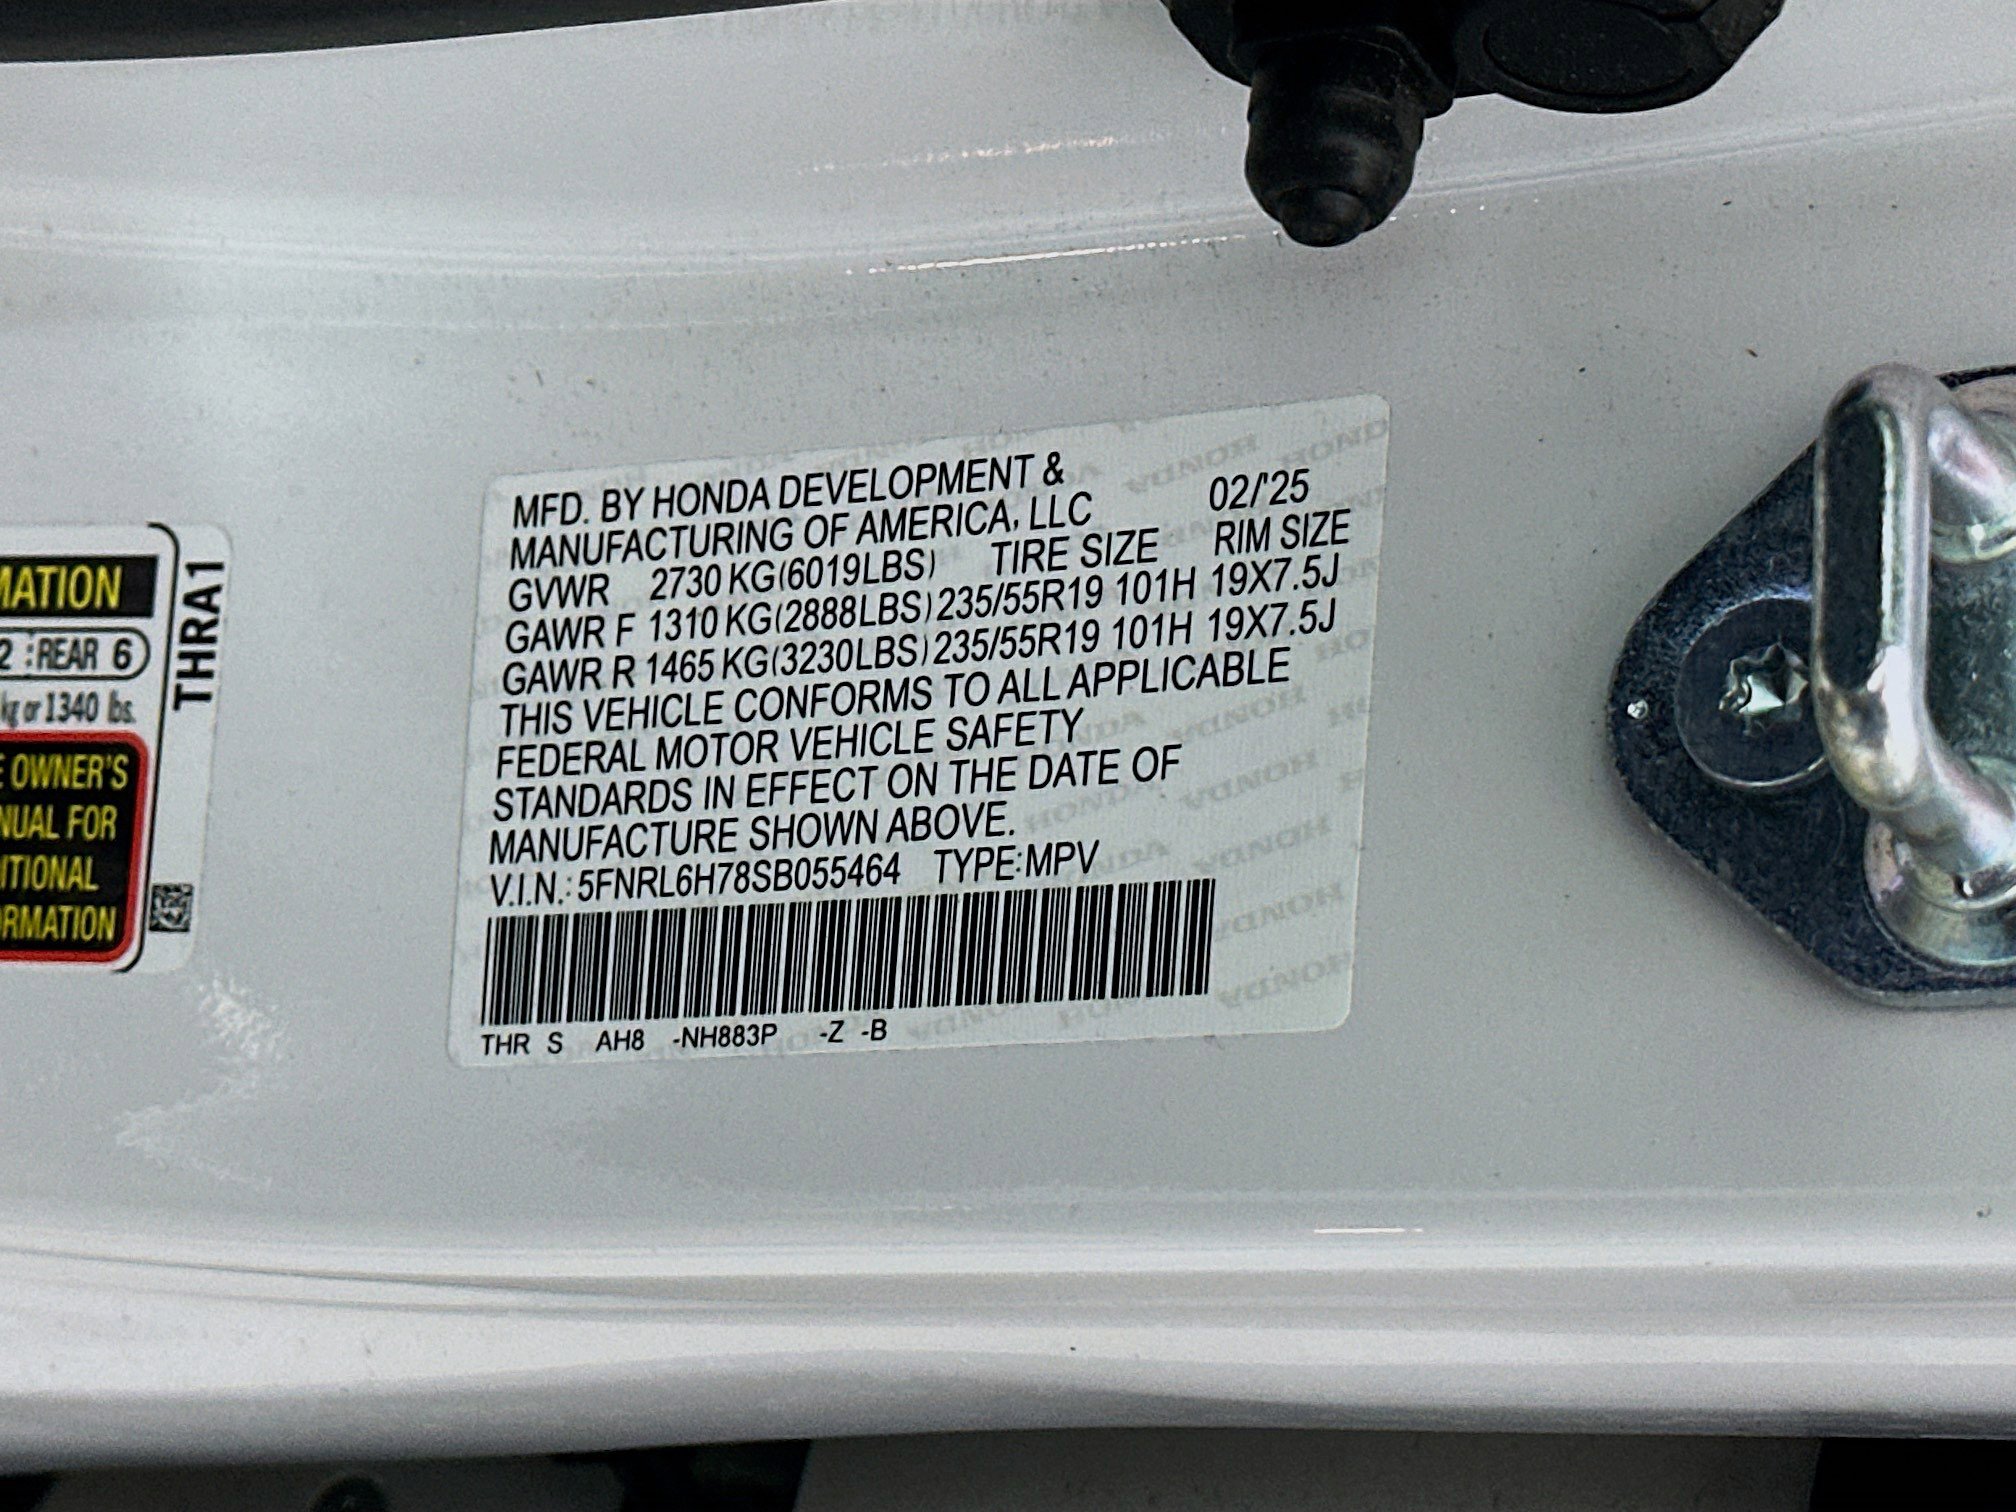 MATION
2 : REAR 6
kg or 1340 lbs.
E OWNER'S
NUAL FOR
ITIONAL
ORMATION
THRA1
MFD. BY HONDA DEVELOPMENT &
MANUFACTURING OF AMERICA, LLC 02/'25
GVWR 2730 KG(6019LBS) TIRE SIZE RIM SIZE
GAWR F 1310 KG(2888LBS) 235/55R19 101H 19X7.5J
GAWR R 1465 KG(3230LBS) 235/55R19 101H 19X7.5J
THIS VEHICLE CONFORMS TO ALL APPLICABLE
FEDERAL MOTOR VEHICLE SAFETY
STANDARDS IN EFFECT ON THE DATE OF
MANUFACTURE SHOWN ABOVE.
V.I.N.: 5FNRL6H78SB055464 TYPE:MPV
THR S AH8 -NH883P -Z -B